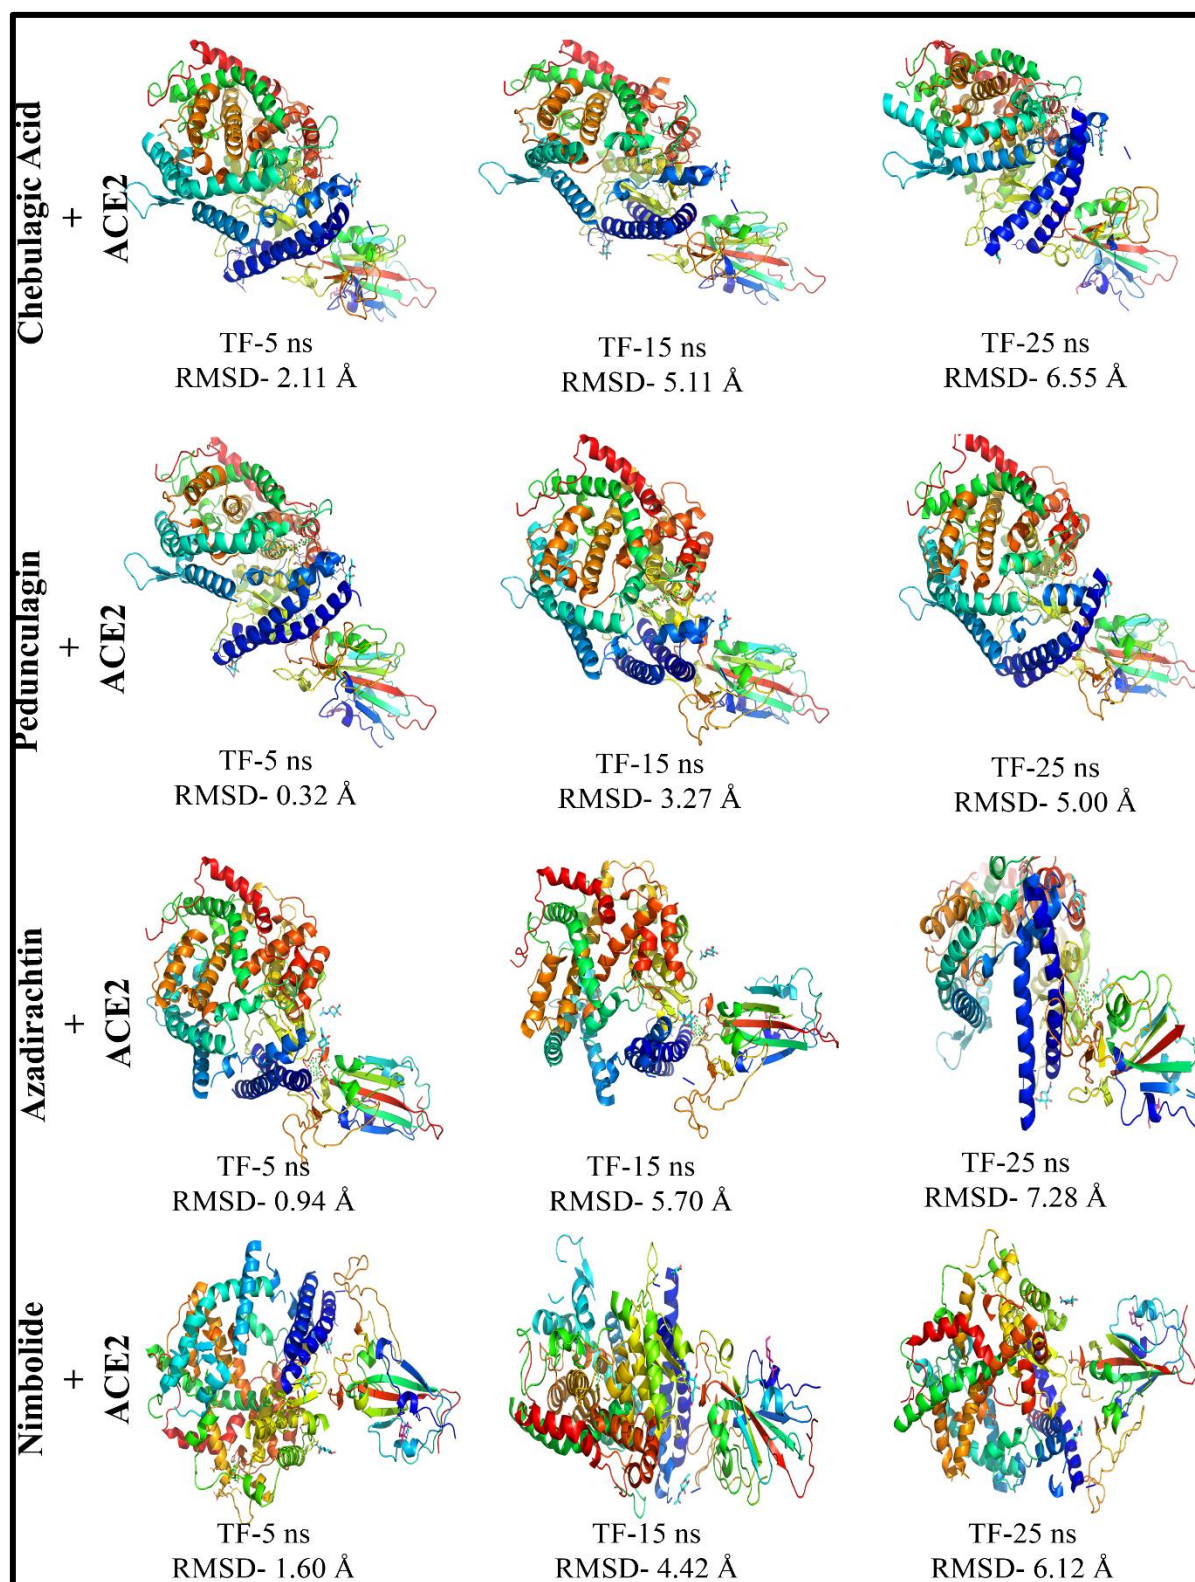 Chebulagic Acid
+
ACE2
TF-5 ns
RMSD- 2.11 Å
TF-15 ns
RMSD- 5.11 Å
TF-25 ns
RMSD- 6.55 Å
Pedunculagin
+
ACE2
TF-5 ns
RMSD- 0.32 Å
TF-15 ns
RMSD- 3.27 Å
TF-25 ns
RMSD- 5.00 Å
Azadirachtin
+
ACE2
TF-5 ns
RMSD- 0.94 Å
TF-15 ns
RMSD- 5.70 Å
TF-25 ns
RMSD- 7.28 Å
Nimbolide
+
ACE2
TF-5 ns
RMSD- 1.60 Å
TF-15 ns
RMSD- 4.42 Å
TF-25 ns
RMSD- 6.12 Å